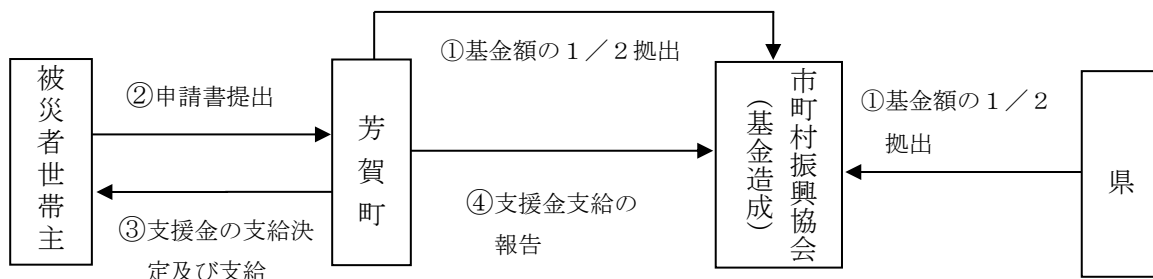 被災者世帯主
②申請書提出
③支援金の支給決
定及び支給
芳賀町
①基金額の１／２拠出
④支援金支給の
報告
市町村振興協会
(基金造成)
①基金額の１／２
拠出
県